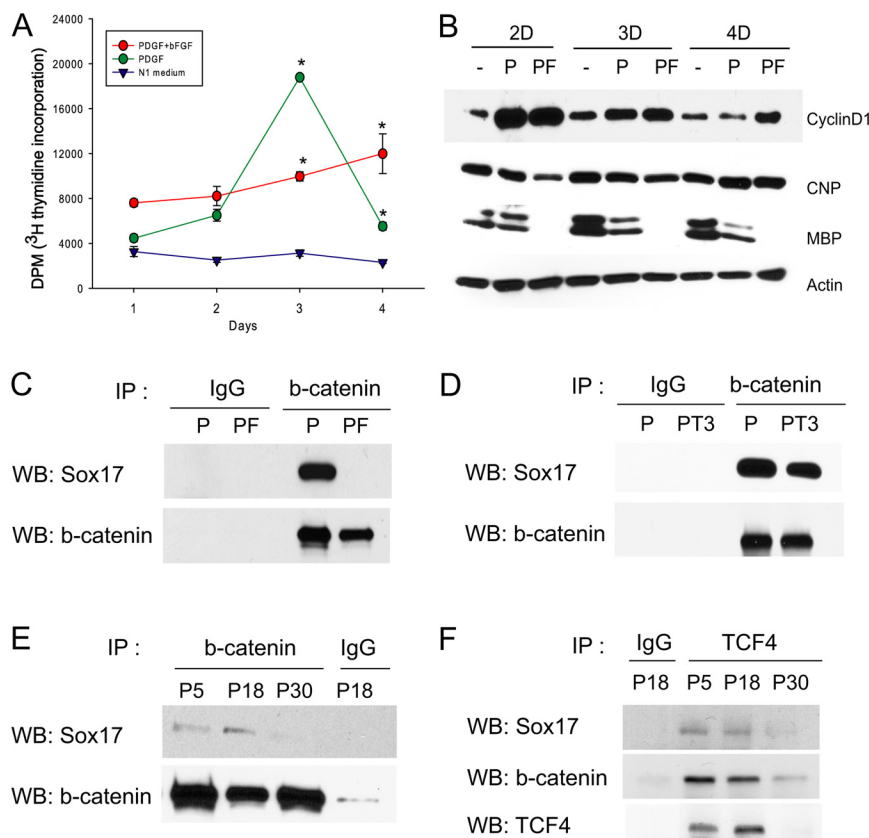 A
DPM (³H thymidine incorporation)
28000
24000
20000
16000
12000
8000
4000
0
PDGF+bFGF
PDGF
N1 medium
*
*
*
*
1 2 3 4
Days
B
2D 3D 4D
- P PF - P PF - P PF
CyclinD1
CNP
MBP
Actin
C
IP : IgG b-catenin
P PF P PF
WB: Sox17
WB: b-catenin
D
IP : IgG b-catenin
P PT3 P PT3
WB: Sox17
WB: b-catenin
E
IP : b-catenin IgG
P5 P18 P30 P18
WB: Sox17
WB: b-catenin
F
IP : IgG TCF4
P18 P5 P18 P30
WB: Sox17
WB: b-catenin
WB: TCF4